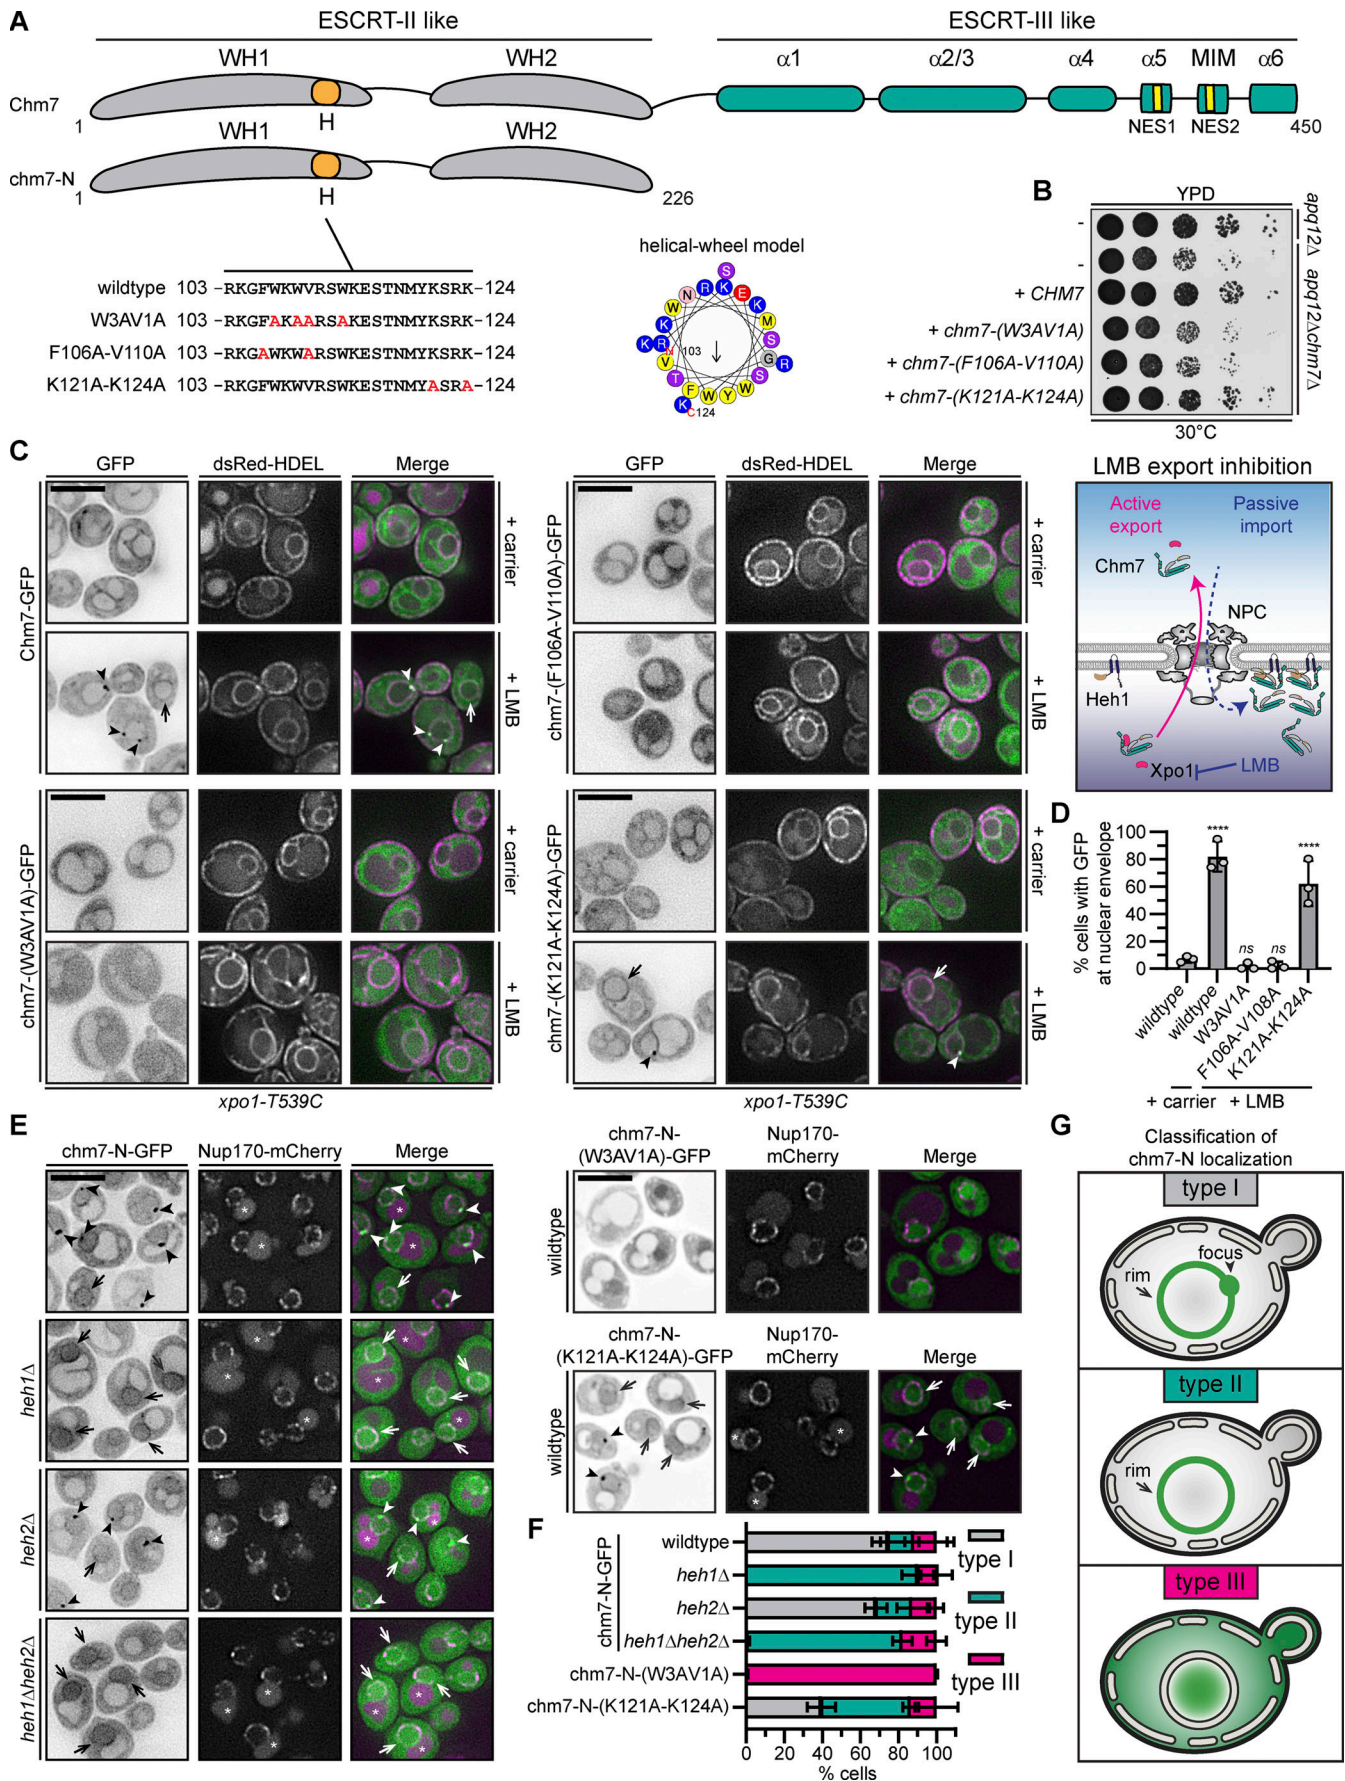 A
ESCRT-II like
ESCRT-III like
WH1
WH2
α1
α2/3
α4
α5
MIM
α6
Chm7
1
H
NES1
NES2
450
WH1
WH2
chm7-N
1
H
226
wildtype 103 -RKGFWKWVRSWKESTNMYKSRK- 124
W3AV1A 103 -RKGFAKAARSAKESTNMYKSRK- 124
F106A-V110A 103 -RKGAWKWARSWKESTNMYKSRK- 124
K121A-K124A 103 -RKGFWKWVRSWKESTNMYASRA- 124
helical-wheel model
S
N R K E
W K
K M
K R N 103 S
V G R
T S
F W Y W
K C 124
B
YPD
-
-
+ CHM7
+ chm7-(W3AV1A)
+ chm7-(F106A-V110A)
+ chm7-(K121A-K124A)
apq12Δ
apq12Δchm7Δ
30°C
C
GFP
dsRed-HDEL
Merge
Chm7-GFP
+ carrier
+ LMB
chm7-(W3AV1A)-GFP
+ carrier
+ LMB
xpo1-T539C
GFP
dsRed-HDEL
Merge
chm7-(F106A-V110A)-GFP
+ carrier
+ LMB
chm7-(K121A-K124A)-GFP
+ carrier
+ LMB
xpo1-T539C
LMB export inhibition
Active export
Passive import
Chm7
NPC
Heh1
Xpo1
LMB
D
% cells with GFP
at nuclear envelope
100
80
60
40
20
0
****
ns
ns
****
wildtype
wildtype
W3AV1A
F106A-V108A
K121A-K124A
+ carrier
+ LMB
E
chm7-N-GFP
Nup170-mCherry
Merge
heh1Δ
heh2Δ
heh1Δheh2Δ
chm7-N-
(W3AV1A)-GFP
Nup170-
mCherry
Merge
wildtype
chm7-N-
(K121A-K124A)-GFP
Nup170-
mCherry
Merge
wildtype
F
chm7-N-GFP
wildtype
heh1Δ
heh2Δ
heh1Δheh2Δ
chm7-N-(W3AV1A)
chm7-N-(K121A-K124A)
type I
type II
type III
0 20 40 60 80 100
% cells
G
Classification of
chm7-N localization
type I
focus
rim
type II
rim
type III